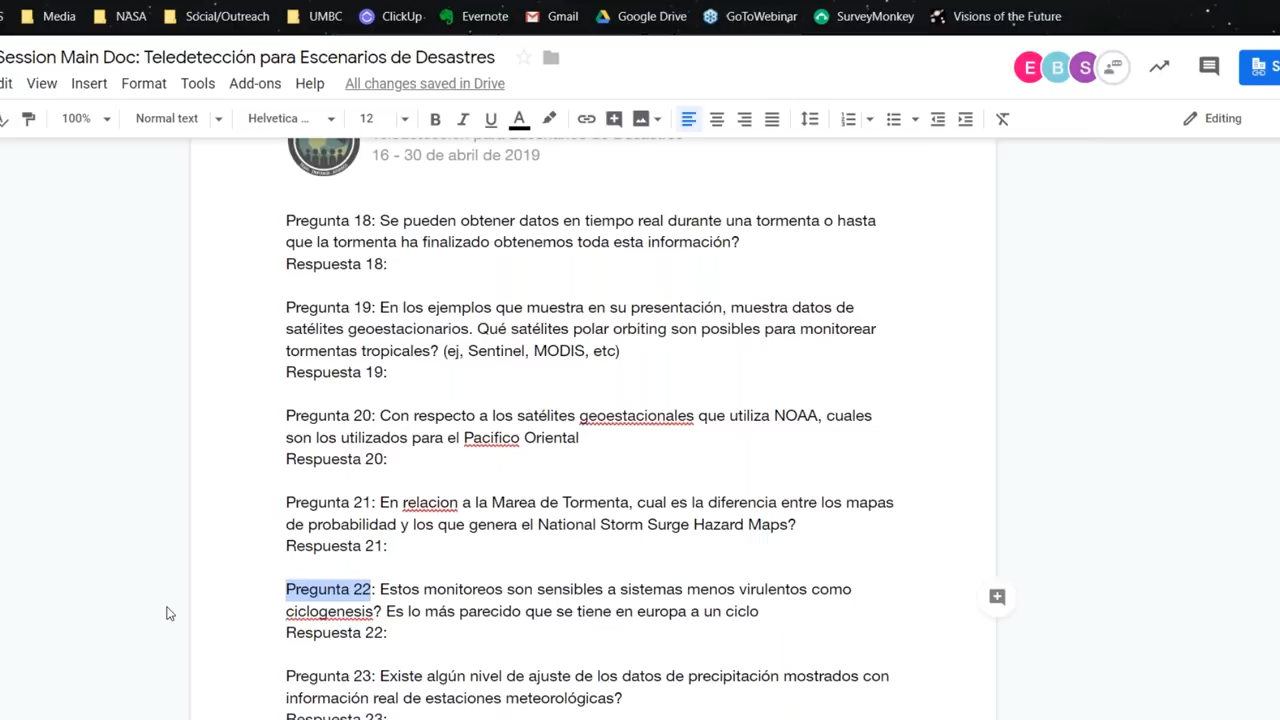 Media NASA Social/Outreach UMBC ClickUp Evernote Gmail Google Drive GoToWebinar SurveyMonkey Visions of the Future
Session Main Doc: Teledetección para Escenarios de Desastres
View Insert Format Tools Add-ons Help All changes saved in Drive
E B S
100% Normal text Helvetica ... 12 B I U A Editing
16 - 30 de abril de 2019
Pregunta 18: Se pueden obtener datos en tiempo real durante una tormenta o hasta
que la tormenta ha finalizado obtenemos toda esta información?
Respuesta 18:
Pregunta 19: En los ejemplos que muestra en su presentación, muestra datos de
satélites geoestacionarios. Qué satélites polar orbiting son posibles para monitorear
tormentas tropicales? (ej, Sentinel, MODIS, etc)
Respuesta 19:
Pregunta 20: Con respecto a los satélites geoestacionales que utiliza NOAA, cuales
son los utilizados para el Pacifico Oriental
Respuesta 20:
Pregunta 21: En relacion a la Marea de Tormenta, cual es la diferencia entre los mapas
de probabilidad y los que genera el National Storm Surge Hazard Maps?
Respuesta 21:
Pregunta 22: Estos monitoreos son sensibles a sistemas menos virulentos como
ciclogenesis? Es lo más parecido que se tiene en europa a un ciclo
Respuesta 22:
Pregunta 23: Existe algún nivel de ajuste de los datos de precipitación mostrados con
información real de estaciones meteorológicas?
Respuesta 23: